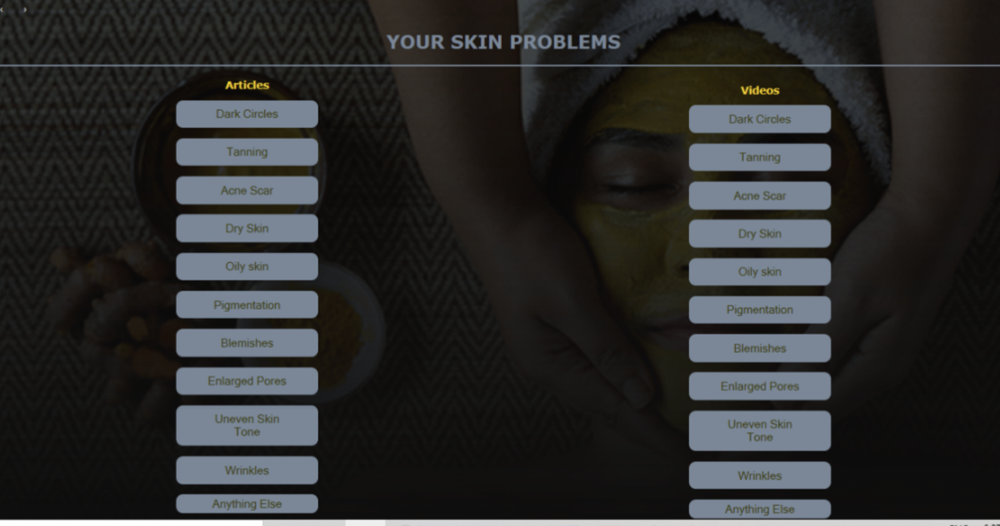 YOUR SKIN PROBLEMS
Articles
Dark Circles
Tanning
Acne Scar
Dry Skin
Oily skin
Pigmentation
Blemishes
Enlarged Pores
Uneven Skin
Tone
Wrinkles
Anything Else
Videos
Dark Circles
Tanning
Acne Scar
Dry Skin
Oily skin
Pigmentation
Blemishes
Enlarged Pores
Uneven Skin
Tone
Wrinkles
Anything Else